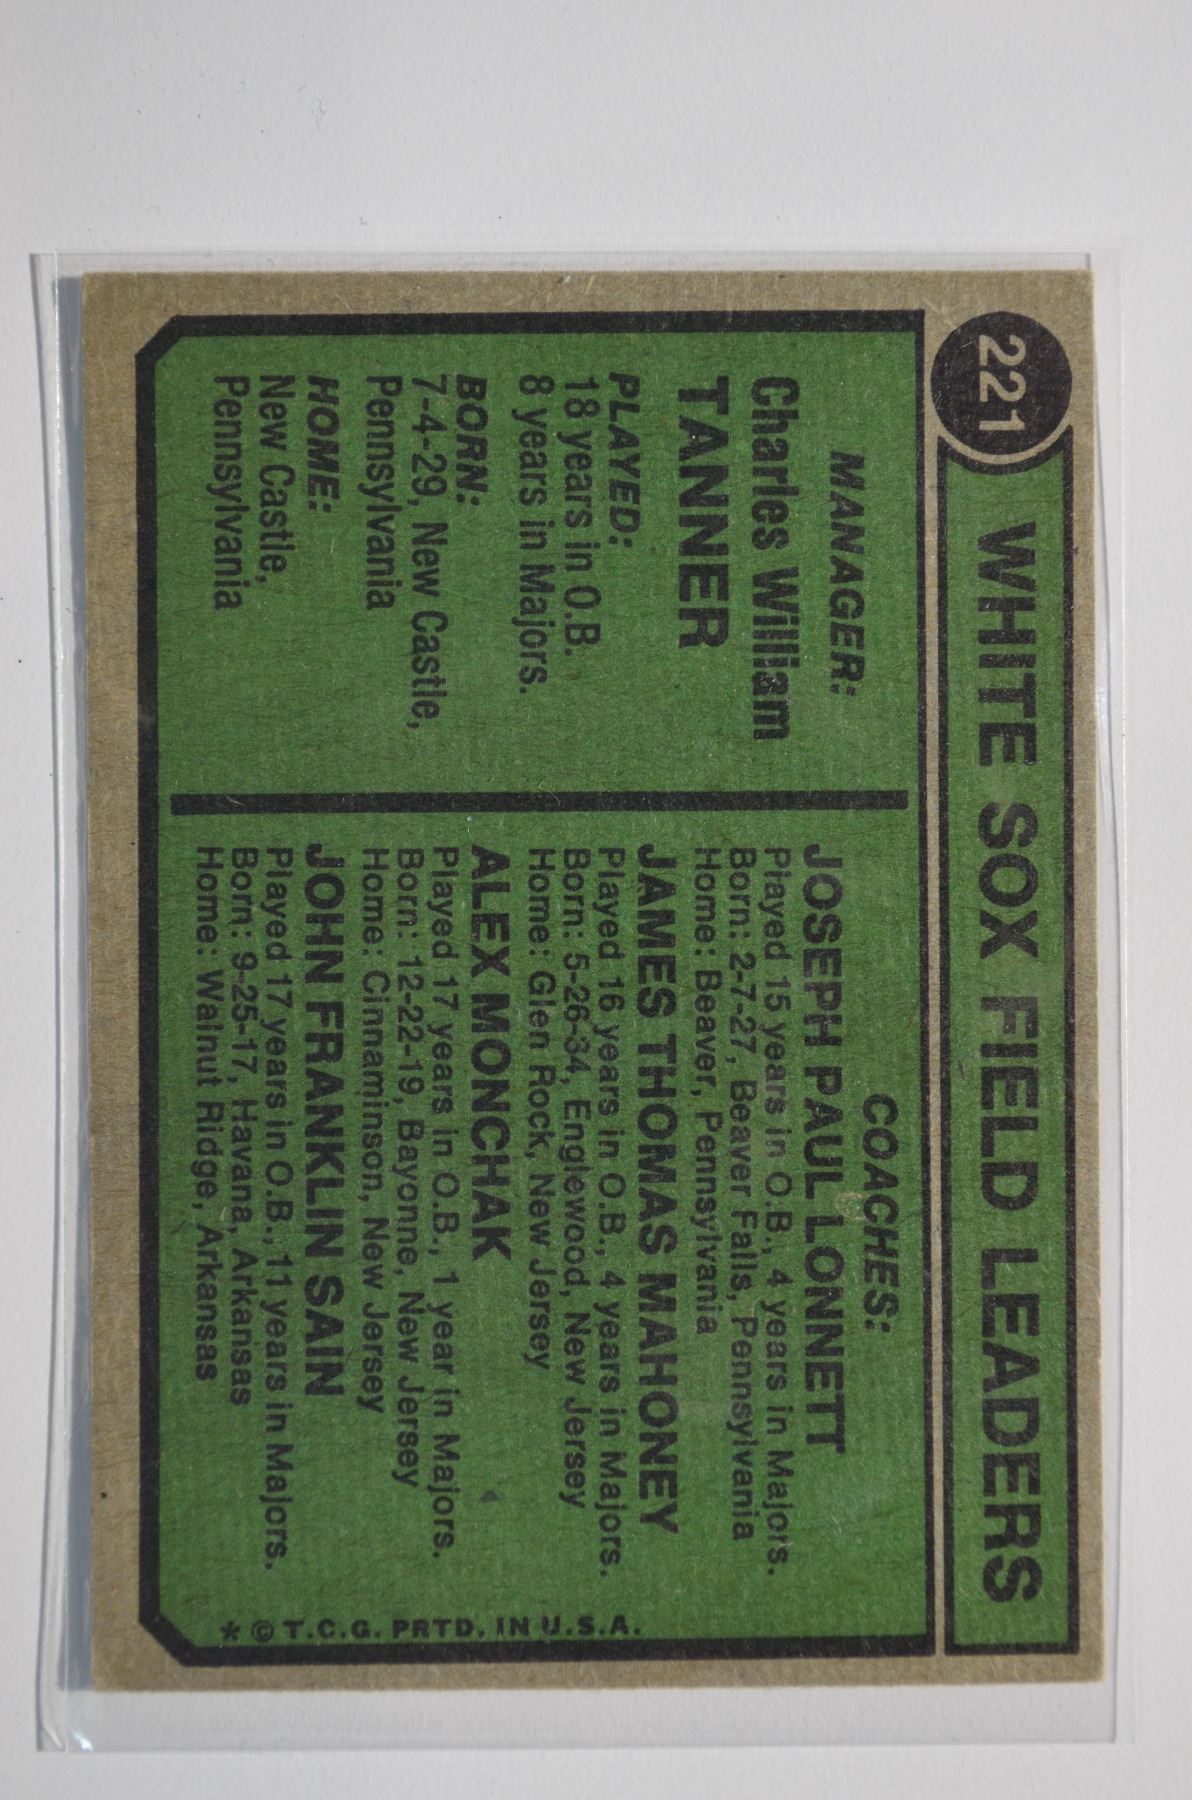 221
WHITE SOX FIELD LEADERS
MANAGER:
Charles William
TANNER
PLAYED:
18 years in O.B.
8 years in Majors.
BORN:
7-4-29, New Castle,
Pennsylvania
HOME:
New Castle,
Pennsylvania
COACHES:
JOSEPH PAUL LONNETT
Played 15 years in O.B., 4 years in Majors.
Born: 2-7-27, Beaver Falls, Pennsylvania
Home: Beaver, Pennsylvania
JAMES THOMAS MAHONEY
Played 16 years in O.B., 4 years in Majors.
Born: 5-26-34, Englewood, New Jersey
Home: Glen Rock, New Jersey
ALEX MONCHAK
Played 17 years in O.B., 1 year in Majors.
Born: 12-22-19, Bayonne, New Jersey
Home: Cinnaminson, New Jersey
JOHN FRANKLIN SAIN
Played 17 years in O.B., 11 years in Majors.
Born: 9-25-17, Havana, Arkansas
Home: Walnut Ridge, Arkansas
* © T.C.G. PRTD. IN U.S.A.